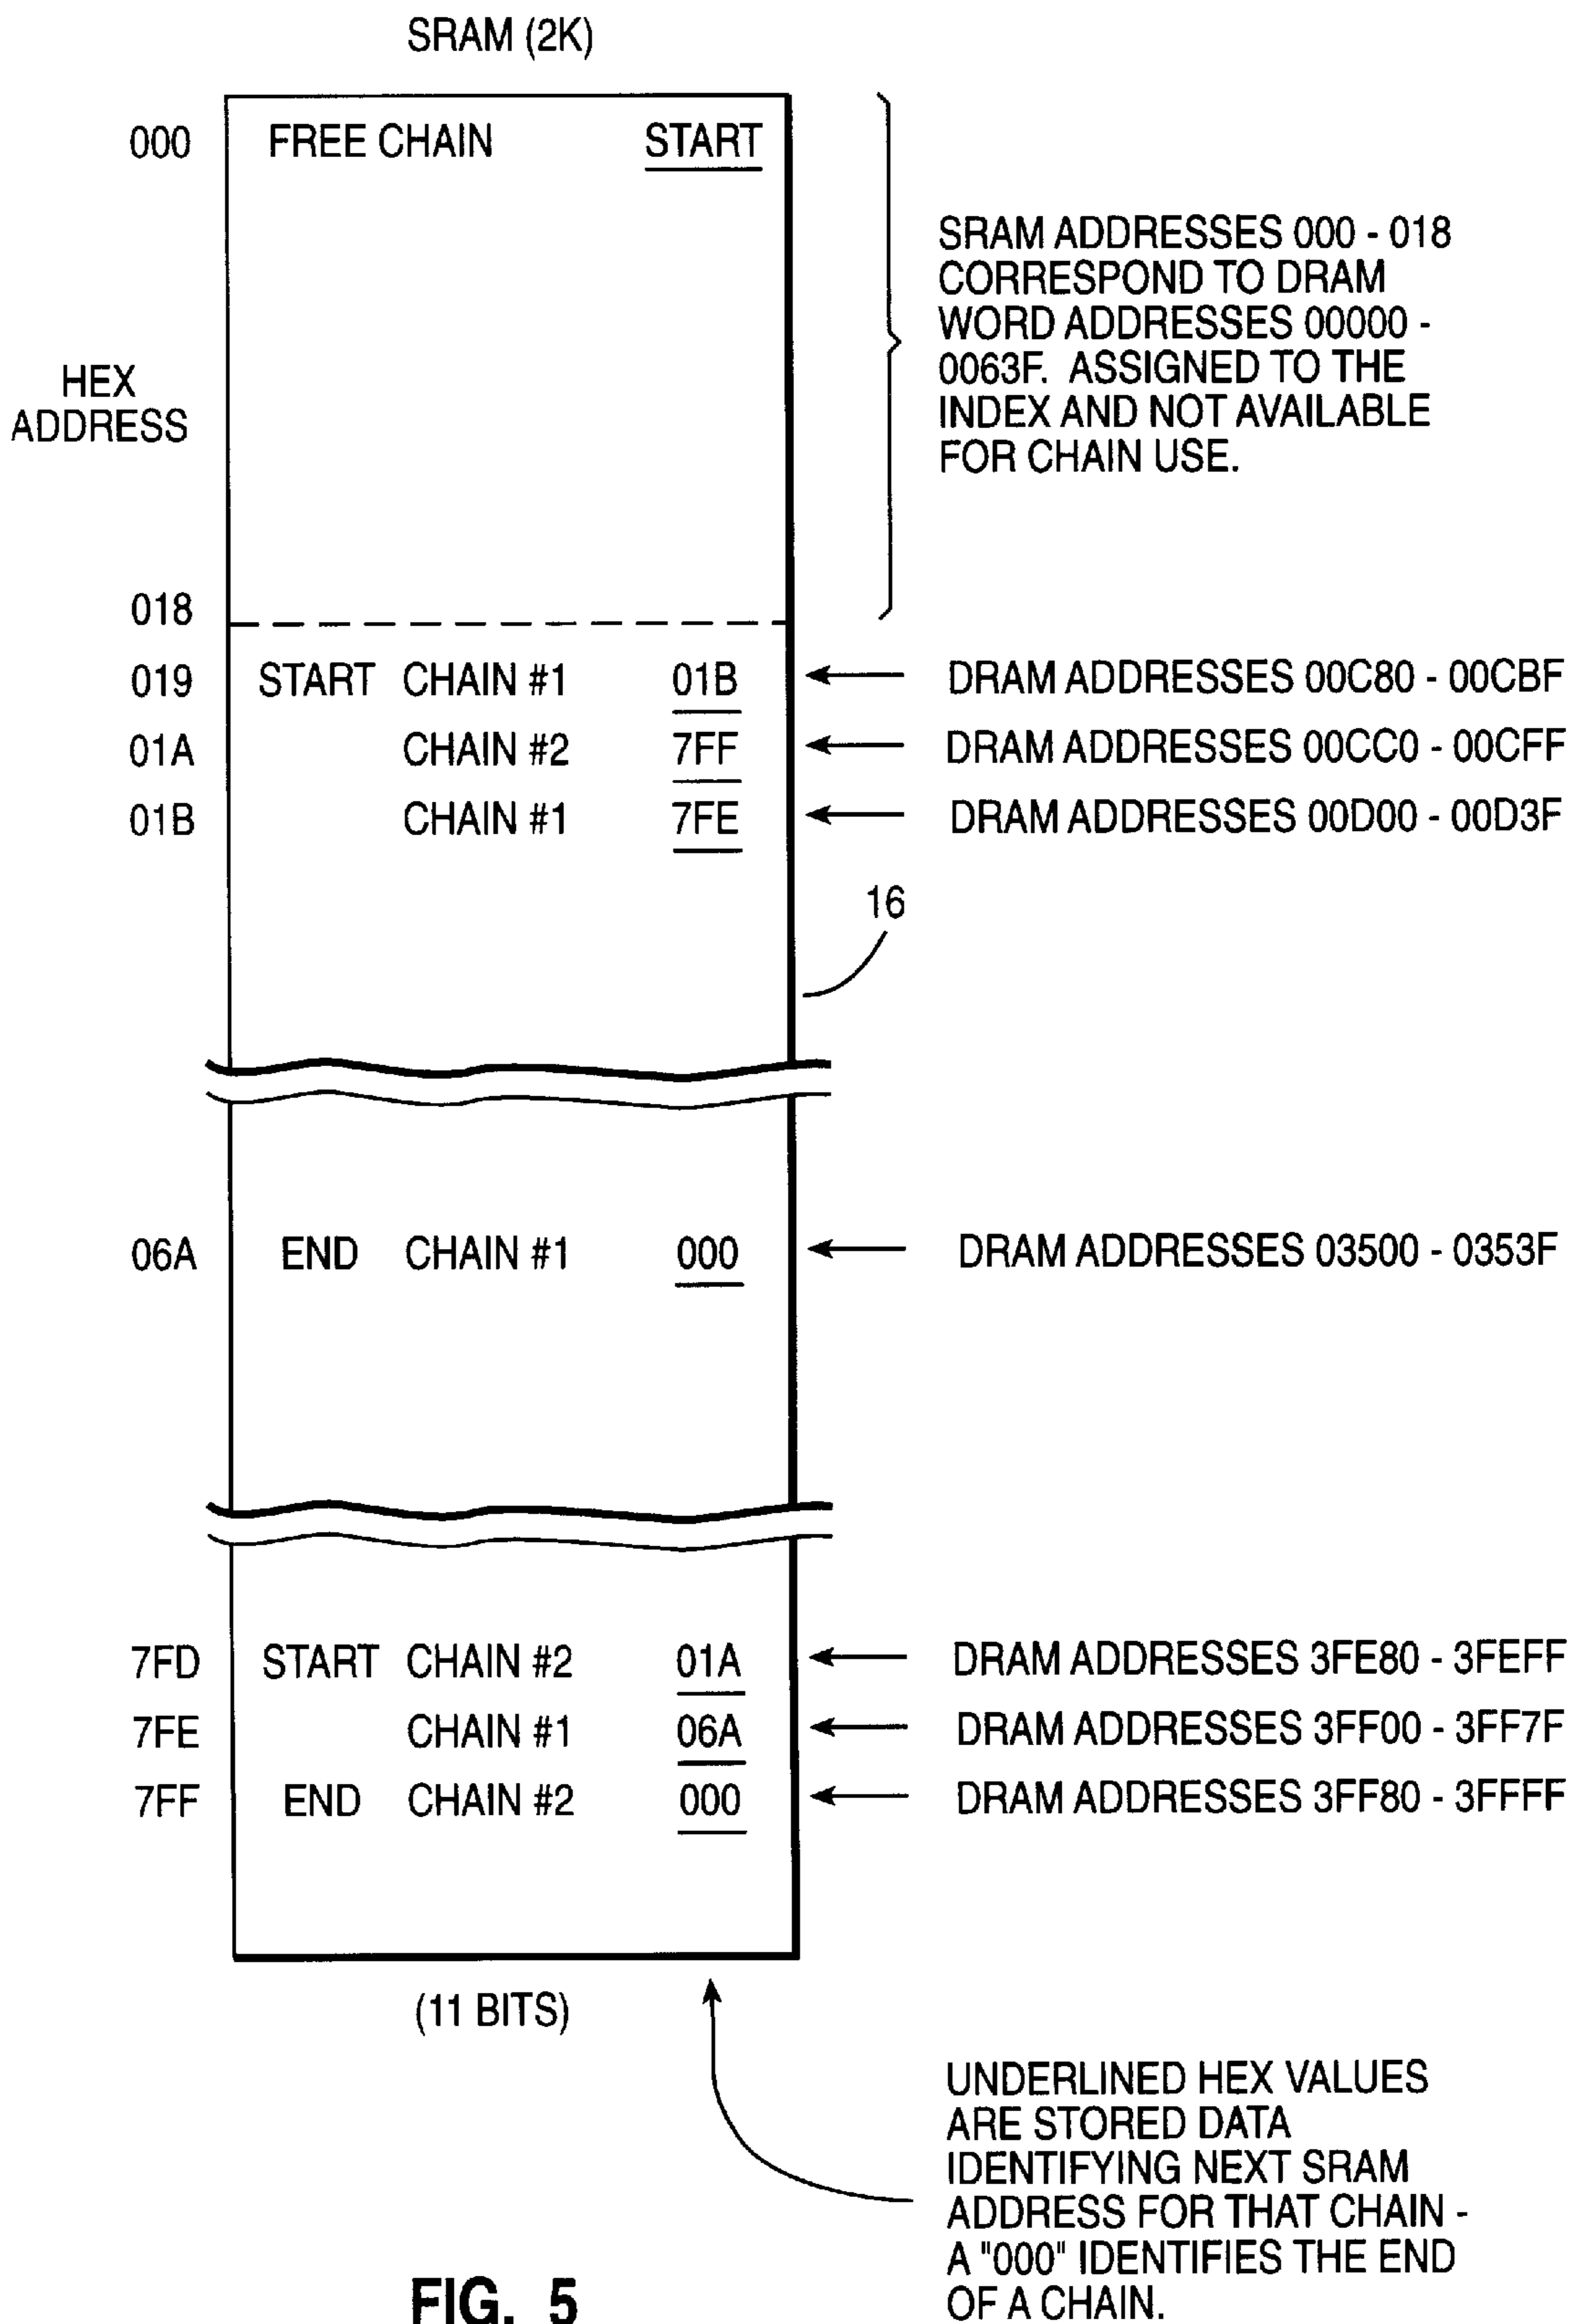 SRAM (2K)
000 FREE CHAIN START
SRAM ADDRESSES 000 - 018
CORRESPOND TO DRAM
WORD ADDRESSES 00000 -
0063F. ASSIGNED TO THE
INDEX AND NOT AVAILABLE
FOR CHAIN USE.
HEX
ADDRESS
018
019 START CHAIN #1 01B DRAM ADDRESSES 00C80 - 00CBF
01A CHAIN #2 7FF DRAM ADDRESSES 00CC0 - 00CFF
01B CHAIN #1 7FE DRAM ADDRESSES 00D00 - 00D3F
16
06A END CHAIN #1 000 DRAM ADDRESSES 03500 - 0353F
7FD START CHAIN #2 01A DRAM ADDRESSES 3FE80 - 3FEFF
7FE CHAIN #1 06A DRAM ADDRESSES 3FF00 - 3FF7F
7FF END CHAIN #2 000 DRAM ADDRESSES 3FF80 - 3FFFF
(11 BITS)
UNDERLINED HEX VALUES
ARE STORED DATA
IDENTIFYING NEXT SRAM
ADDRESS FOR THAT CHAIN -
A "000" IDENTIFIES THE END
OF A CHAIN.
FIG. 5